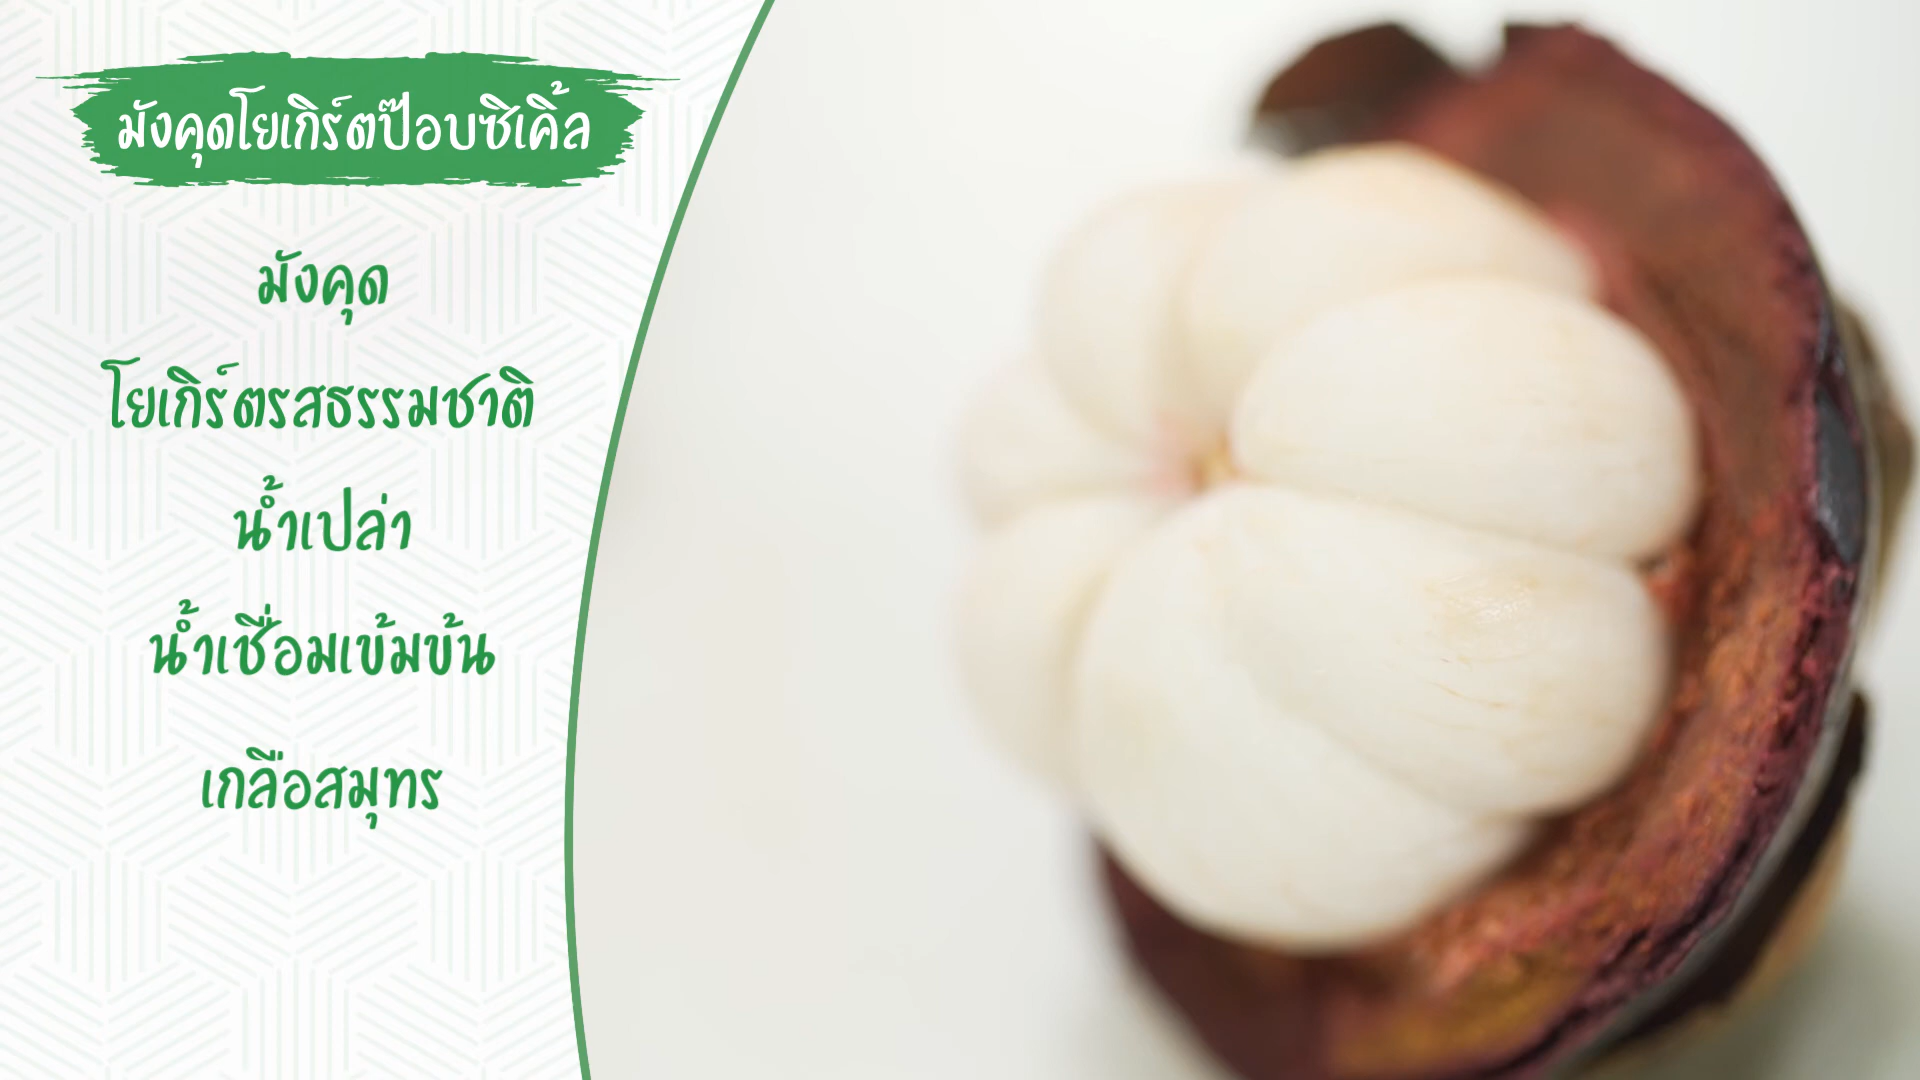 มังคุดโยเกิร์ตป๊อบซิเคิ้ล
มังคุด
โยเกิร์ตรสธรรมชาติ
น้ำเปล่า
น้ำเชื่อมเข้มข้น
เกลือสมุทร